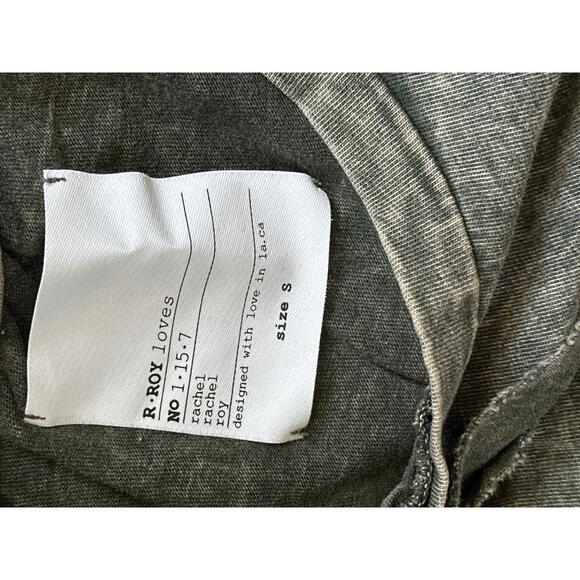 R·ROY loves
No 1·15·7
rachel
rachel
roy
designed with love in la.ca
size S